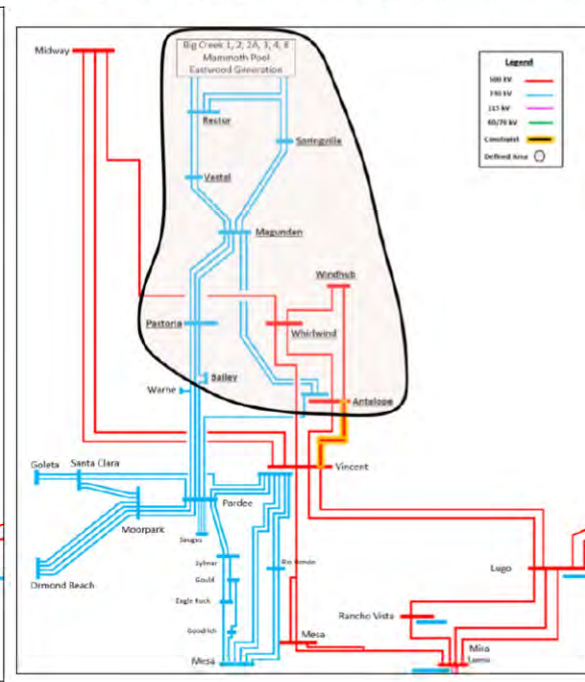 Midway
Big Creek 1, 2, 2A, 3, 4, 8
Mammoth Pool
Eastwood Generation
Legend
500 kV
230 kV
115 kV
60/70 kV
Constraint
Defined Area
Rector
Springville
Vestal
Magunden
Windhub
Pastoria
Whirlwind
Bailey
Warne
Antelope
Goleta
Santa Clara
Vincent
Pardee
Moorpark
Saugus
Sylmar
Rio Hondo
Gould
Lugo
Ormond Beach
Eagle Rock
Rancho Vista
Goodrich
Mesa
Mesa
Mira
Loma